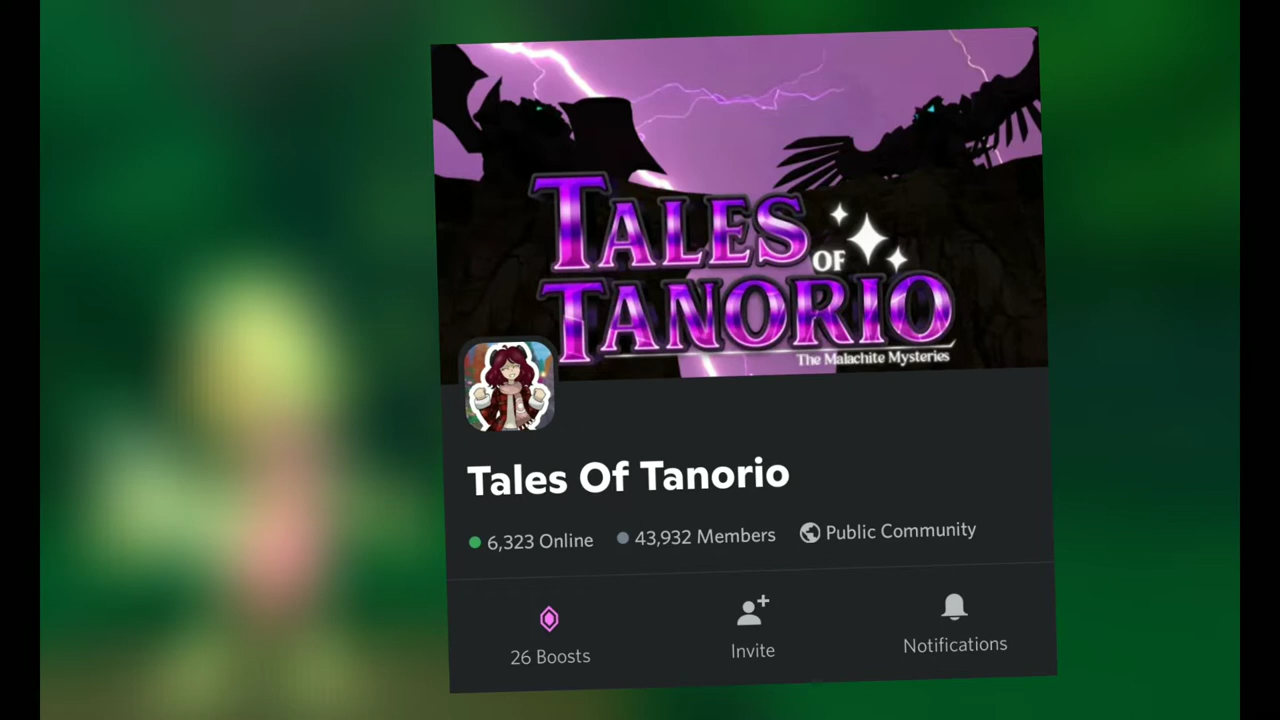 TALES
OF
TANORIO
The Malachite Mysteries
Tales Of Tanorio
6,323 Online 43,932 Members Public Community
26 Boosts Invite Notifications